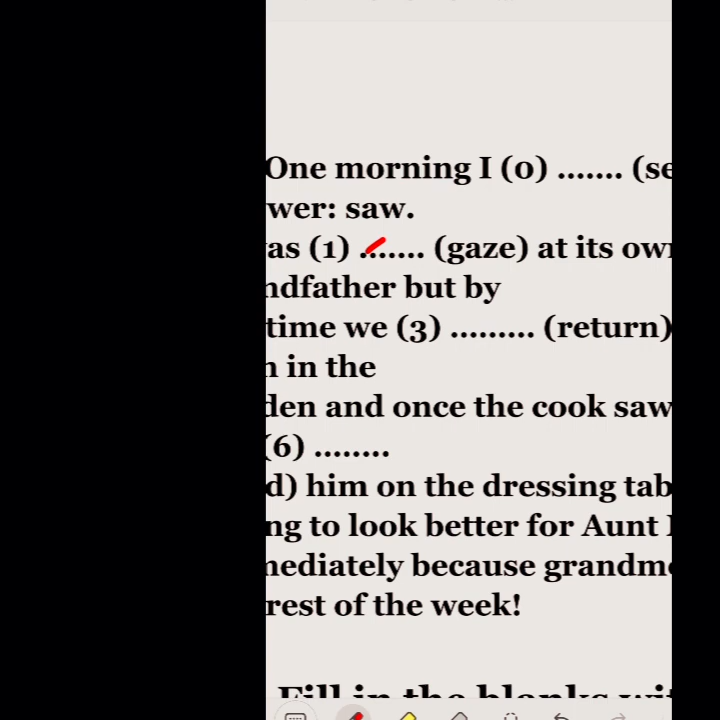 One morning I (0) ....... (se
wer: saw.
as (1) ....... (gaze) at its ow
ndfather but by
time we (3) ......... (return)
n in the
den and once the cook saw
(6) ........
d) him on the dressing tab
ng to look better for Aunt
mediately because grandm
rest of the week!
Fill in the blanks wit